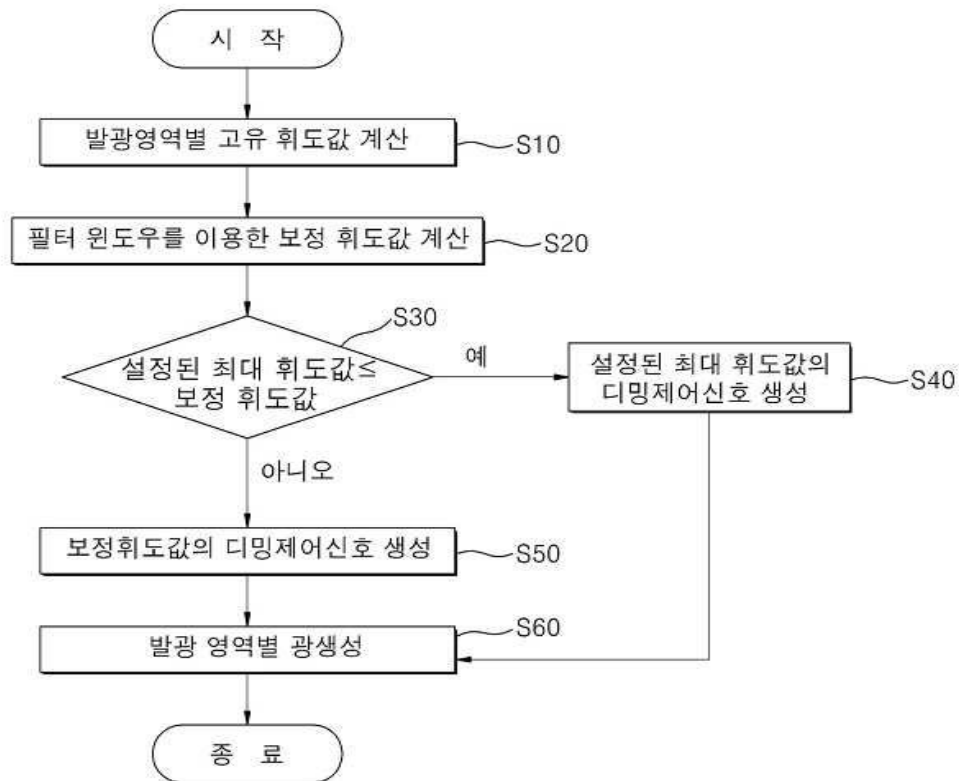 시 작
발광영역별 고유 휘도값 계산
S10
필터 윈도우를 이용한 보정 휘도값 계산
S20
S30
설정된 최대 휘도값≤
보정 휘도값
예
설정된 최대 휘도값의
디밍제어신호 생성
S40
아니오
보정휘도값의 디밍제어신호 생성
S50
발광 영역별 광생성
S60
종 료